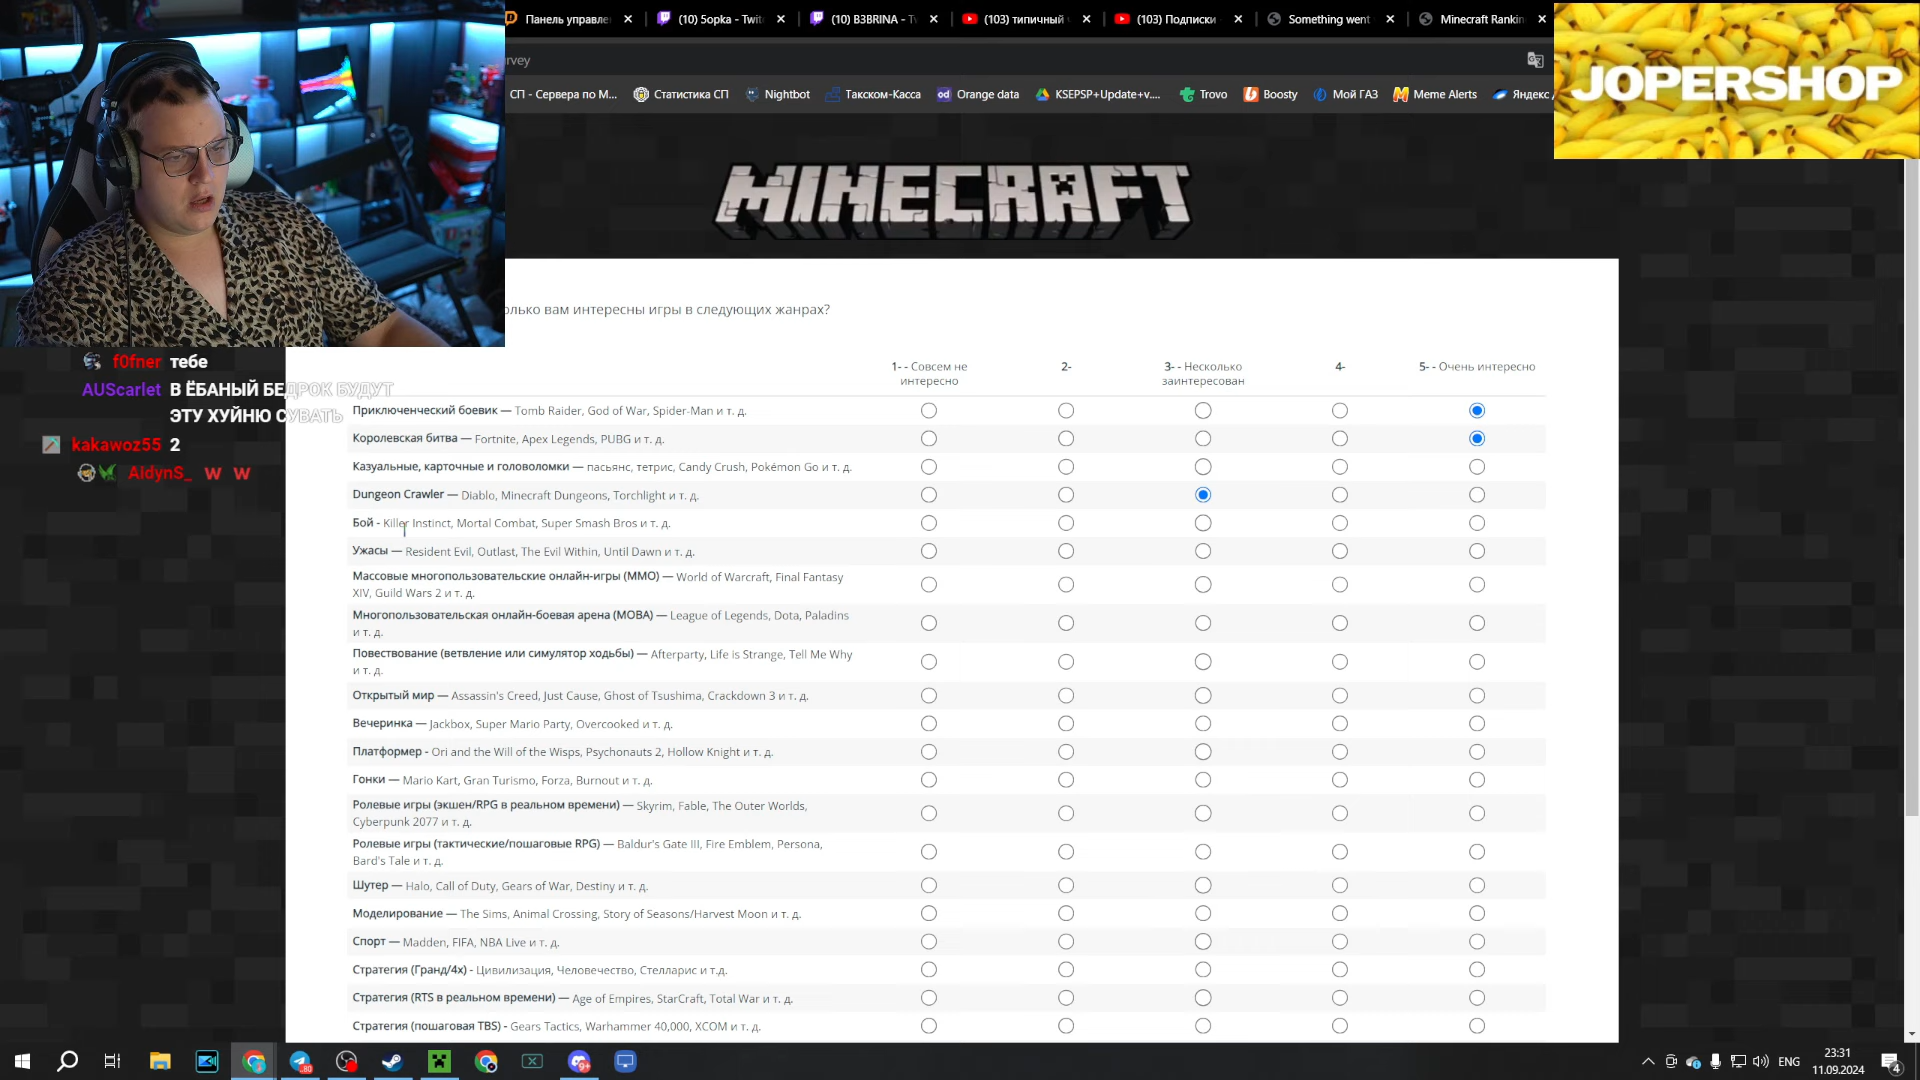 Панель управле
(10) 5opka - Twit
(10) B3BRINA - Tw
(103) типичный
(103) Подписки
Something went
Minecraft Rankin
rvey
СП - Сервера по M...
Статистика СП
Nightbot
Такском-Касса
Orange data
KSEPSP+Update+v....
Trovo
Boosty
Мой ГАЗ
Meme Alerts
Яндекс
JOPERSHOP
MINECRAFT
олько вам интересны игры в следующих жанрах?
f0fner тебе
AUScarlet В ЁБАНЫЙ БЕДРОК БУДУТ
ЭТУ ХУЙНЮ СУВАТЬ
kakawoz55 2
AldynS_ W W
1- - Совсем не
интересно
2-
3- - Несколько
заинтересован
4-
5- - Очень интересно
Приключенческий боевик — Tomb Raider, God of War, Spider-Man и т. д.
Королевская битва — Fortnite, Apex Legends, PUBG и т. д.
Казуальные, карточные и головоломки — пасьянс, тетрис, Candy Crush, Pokémon Go и т. д.
Dungeon Crawler — Diablo, Minecraft Dungeons, Torchlight и т. д.
Бой - Killer Instinct, Mortal Combat, Super Smash Bros и т. д.
Ужасы — Resident Evil, Outlast, The Evil Within, Until Dawn и т. д.
Массовые многопользовательские онлайн-игры (MMO) — World of Warcraft, Final Fantasy
XIV, Guild Wars 2 и т. д.
Многопользовательская онлайн-боевая арена (MOBA) — League of Legends, Dota, Paladins
и т. д.
Повествование (ветвление или симулятор ходьбы) — Afterparty, Life is Strange, Tell Me Why
и т. д.
Открытый мир — Assassin's Creed, Just Cause, Ghost of Tsushima, Crackdown 3 и т. д.
Вечеринка — Jackbox, Super Mario Party, Overcooked и т. д.
Платформер - Ori and the Will of the Wisps, Psychonauts 2, Hollow Knight и т. д.
Гонки — Mario Kart, Gran Turismo, Forza, Burnout и т. д.
Ролевые игры (экшен/RPG в реальном времени) — Skyrim, Fable, The Outer Worlds,
Cyberpunk 2077 и т. д.
Ролевые игры (тактические/пошаговые RPG) — Baldur's Gate III, Fire Emblem, Persona,
Bard's Tale и т. д.
Шутер — Halo, Call of Duty, Gears of War, Destiny и т. д.
Моделирование — The Sims, Animal Crossing, Story of Seasons/Harvest Moon и т. д.
Спорт — Madden, FIFA, NBA Live и т. д.
Стратегия (Гранд/4x) - Цивилизация, Человечество, Стелларис и т.д.
Стратегия (RTS в реальном времени) — Age of Empires, StarCraft, Total War и т. д.
Стратегия (пошаговая TBS) - Gears Tactics, Warhammer 40,000, XCOM и т. д.
ENG
23:31
11.09.2024
4